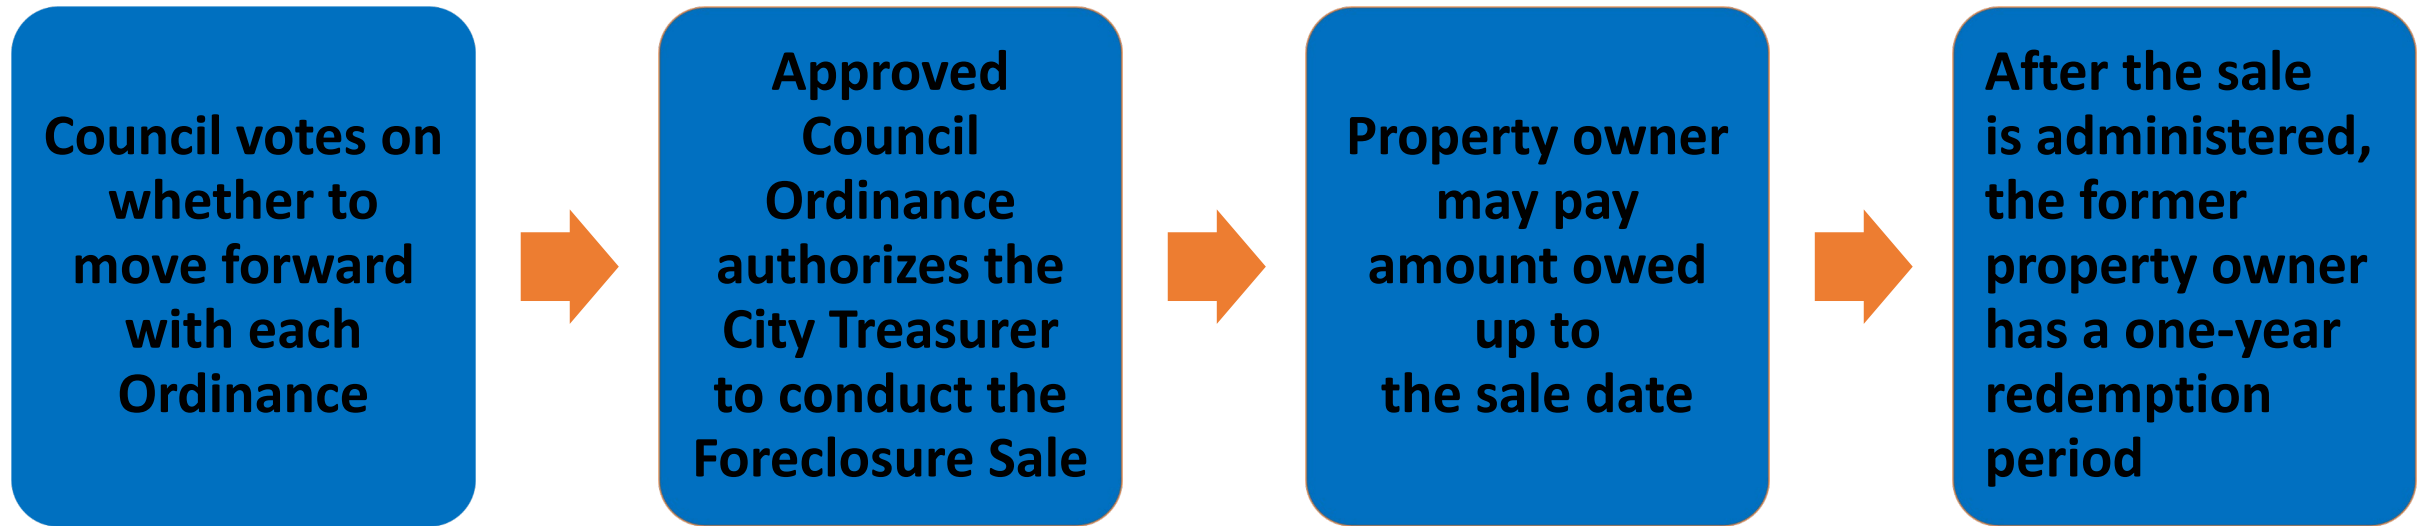 Council votes on
whether to
move forward
with each
Ordinance
Approved
Council
Ordinance
authorizes the
City Treasurer
to conduct the
Foreclosure Sale
Property owner
may pay
amount owed
up to
the sale date
After the sale
is administered,
the former
property owner
has a one-year
redemption
period